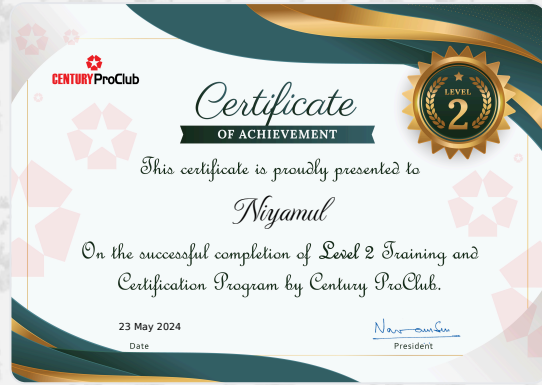 CENTURY ProClub
Certificate
OF ACHIEVEMENT
LEVEL
2
This certificate is proudly presented to
Niyamul
On the successful completion of Level 2 Training and
Certification Program by Century ProClub.
23 May 2024
Date
President